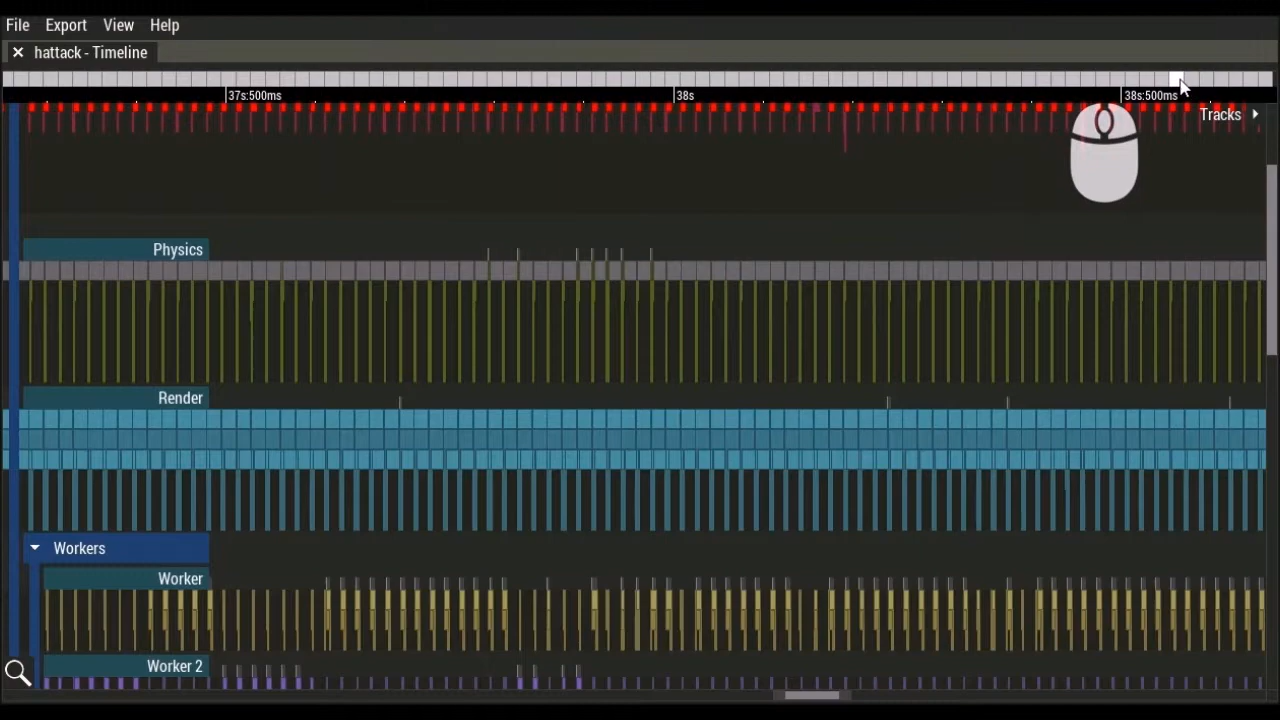 File Export View Help
✕ hattack - Timeline
37s:500ms 38s 38s:500ms
Tracks
Physics
Render
Workers
Worker
Worker 2